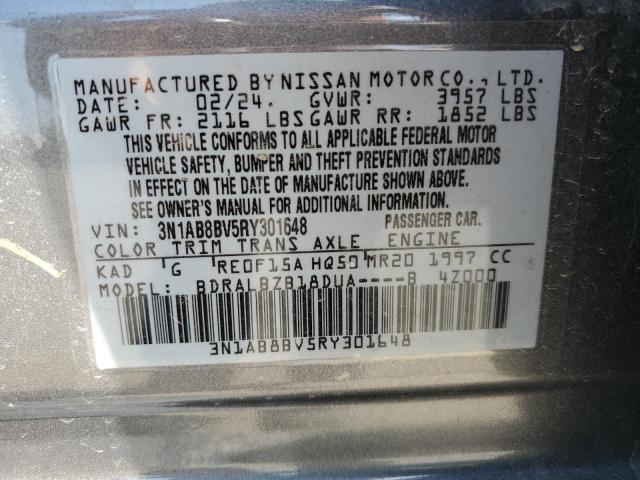 MANUFACTURED BY NISSAN MOTOR CO., LTD.
DATE: 02/24. GVWR: 3957 LBS
GAWR FR: 2116 LBS GAWR RR: 1852 LBS
THIS VEHICLE CONFORMS TO ALL APPLICABLE FEDERAL MOTOR
VEHICLE SAFETY, BUMPER AND THEFT PREVENTION STANDARDS
IN EFFECT ON THE DATE OF MANUFACTURE SHOWN ABOVE.
SEE OWNER'S MANUAL FOR ADDITIONAL INFORMATION.
VIN: 3N1AB8BV5RY301648 PASSENGER CAR.
COLOR TRIM TRANS AXLE ENGINE
KAD G RE0F15A HQ59 MR20 1997 CC
MODEL: BDRALBZB18DUA----B 4Z000
3N1AB8BV5RY301648